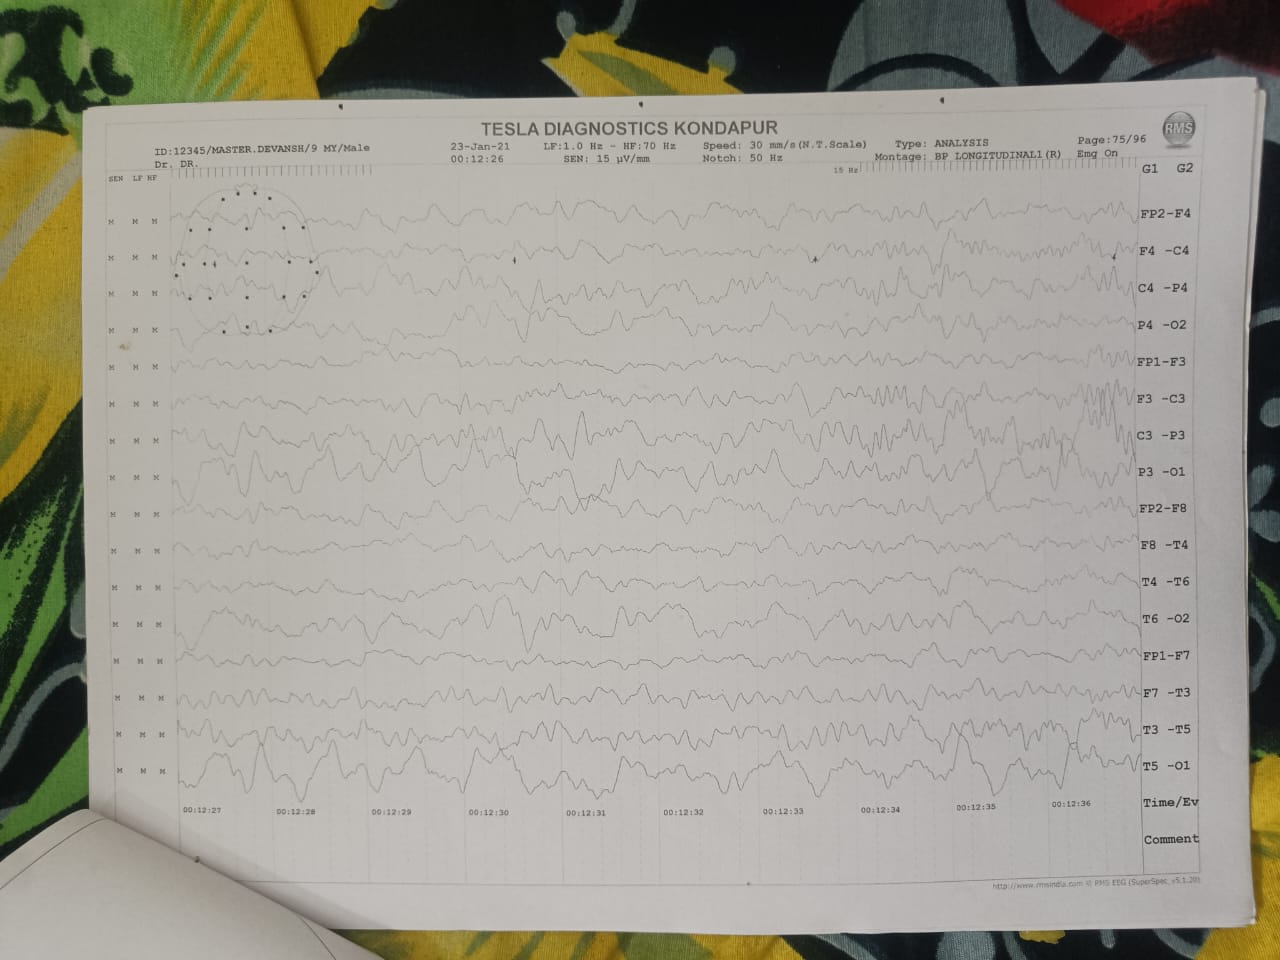 TESLA DIAGNOSTICS KONDAPUR
RMS
ID:12345/MASTER.DEVANSH/9 MY/Male 23-Jan-21 LF:1.0 Hz - HF:70 Hz Speed: 30 mm/s(N.T.Scale) Type: ANALYSIS Page:75/96
Dr. DR. 00:12:26 SEN: 15 µV/mm Notch: 50 Hz Montage: BP LONGITUDINAL1(R) Emg On
SEN LF HF 15 Hz G1 G2
M M M FP2-F4
M M M F4 -C4
M M M C4 -P4
M M M P4 -O2
M M M FP1-F3
M M M F3 -C3
M M M C3 -P3
M M M P3 -O1
M M M FP2-F8
M M M F8 -T4
M M M T4 -T6
M M M T6 -O2
M M M FP1-F7
M M M F7 -T3
M M M T3 -T5
M M M T5 -O1
00:12:27 00:12:28 00:12:29 00:12:30 00:12:31 00:12:32 00:12:33 00:12:34 00:12:35 00:12:36 Time/Ev
Comment
http://www.rmsindia.com © RMS EEG (SuperSpec v5.1.20)